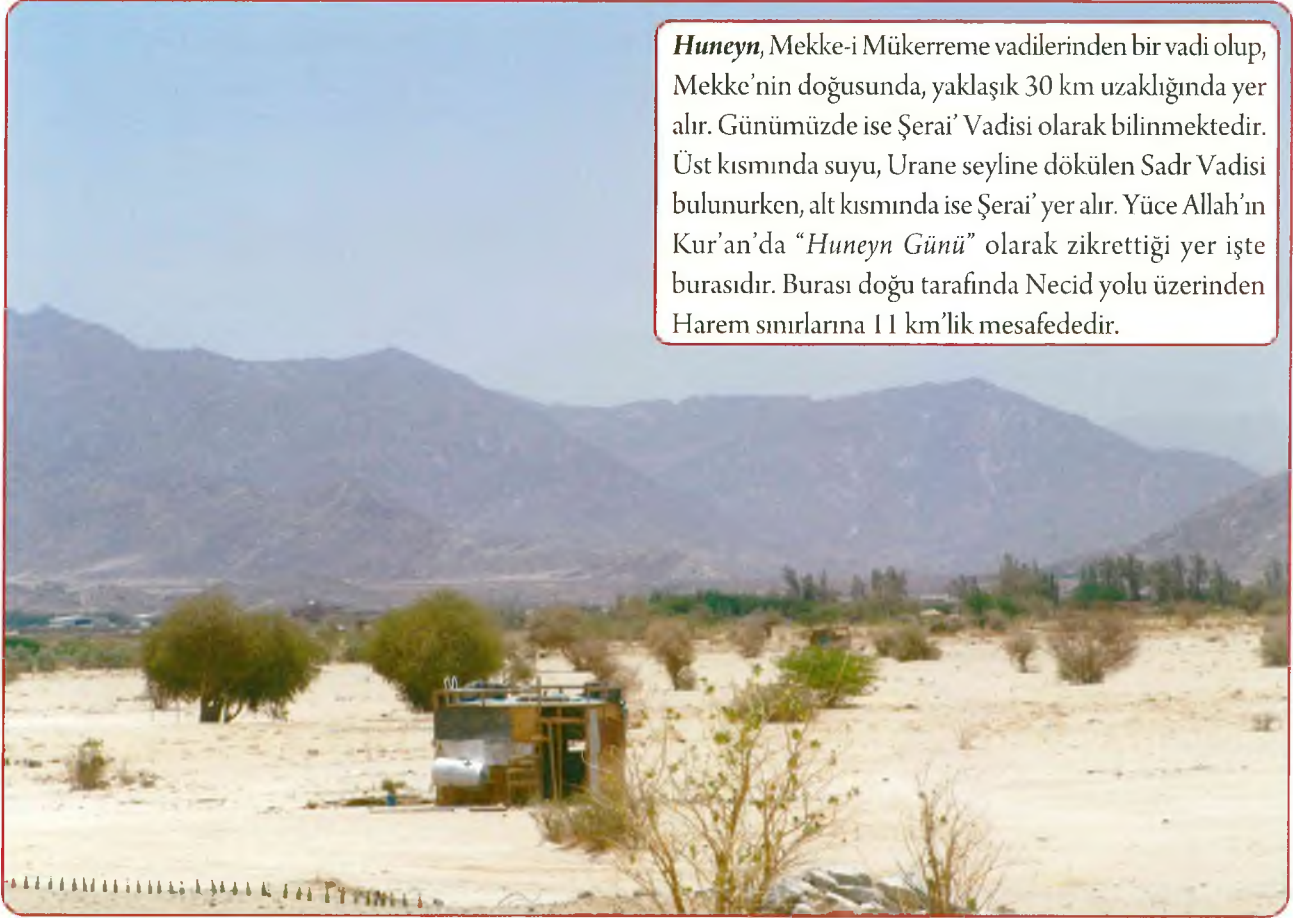 Huneyn, Mekke-i Mükerreme vadilerinden bir vadi olup,
Mekke'nin doğusunda, yaklaşık 30 km uzaklığında yer
alır. Günümüzde ise Şerai' Vadisi olarak bilinmektedir.
Üst kısmında suyu, Urane seyline dökülen Sadr Vadisi
bulunurken, alt kısmında ise Şerai' yer alır. Yüce Allah'ın
Kur'an'da "Huneyn Günü" olarak zikrettiği yer işte
burasıdır. Burası doğu tarafında Necid yolu üzerinden
Harem sınırlarına 11 km'lik mesafededir.